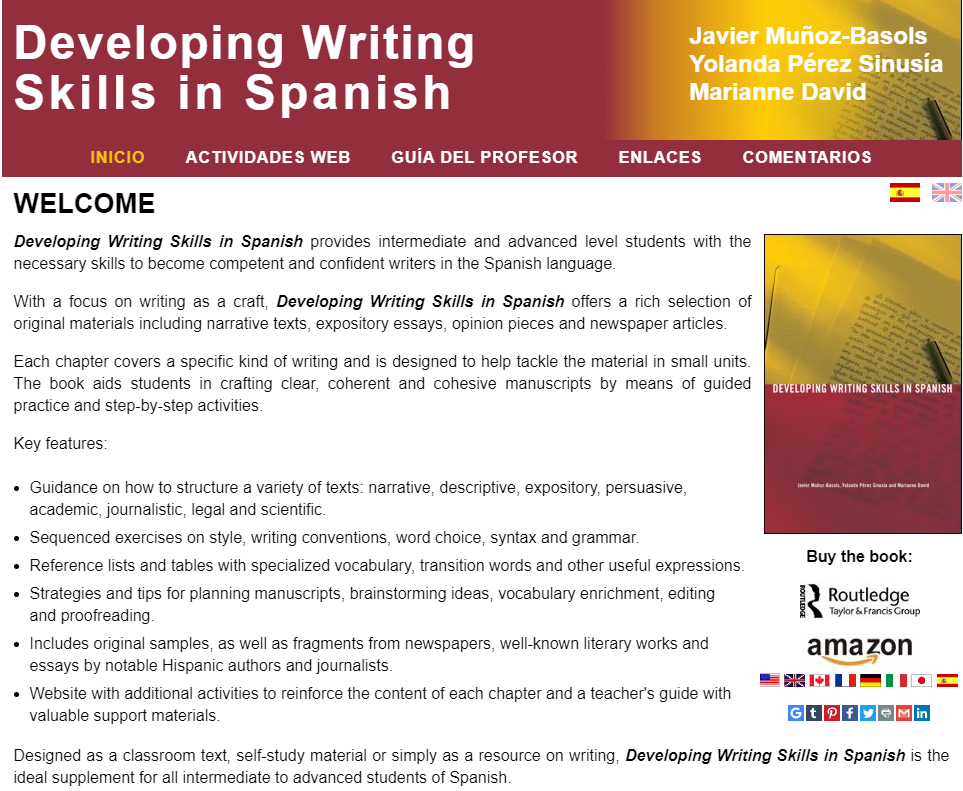 Developing Writing
Skills in Spanish
Javier Muñoz-Basols
Yolanda Pérez Sinusía
Marianne David
INICIO ACTIVIDADES WEB GUÍA DEL PROFESOR ENLACES COMENTARIOS
WELCOME
Developing Writing Skills in Spanish provides intermediate and advanced level students with the
necessary skills to become competent and confident writers in the Spanish language.
With a focus on writing as a craft, Developing Writing Skills in Spanish offers a rich selection of
original materials including narrative texts, expository essays, opinion pieces and newspaper articles.
Each chapter covers a specific kind of writing and is designed to help tackle the material in small units.
The book aids students in crafting clear, coherent and cohesive manuscripts by means of guided
practice and step-by-step activities.
Key features:
• Guidance on how to structure a variety of texts: narrative, descriptive, expository, persuasive,
academic, journalistic, legal and scientific.
• Sequenced exercises on style, writing conventions, word choice, syntax and grammar.
• Reference lists and tables with specialized vocabulary, transition words and other useful expressions.
• Strategies and tips for planning manuscripts, brainstorming ideas, vocabulary enrichment, editing
and proofreading.
• Includes original samples, as well as fragments from newspapers, well-known literary works and
essays by notable Hispanic authors and journalists.
• Website with additional activities to reinforce the content of each chapter and a teacher's guide with
valuable support materials.
Designed as a classroom text, self-study material or simply as a resource on writing, Developing Writing Skills in Spanish is the
ideal supplement for all intermediate to advanced students of Spanish.
DEVELOPING WRITING SKILLS IN SPANISH
Javier Muñoz-Basols, Yolanda Pérez Sinusía and Marianne David
Buy the book:
ROUTLEDGE
Routledge
Taylor & Francis Group
amazon